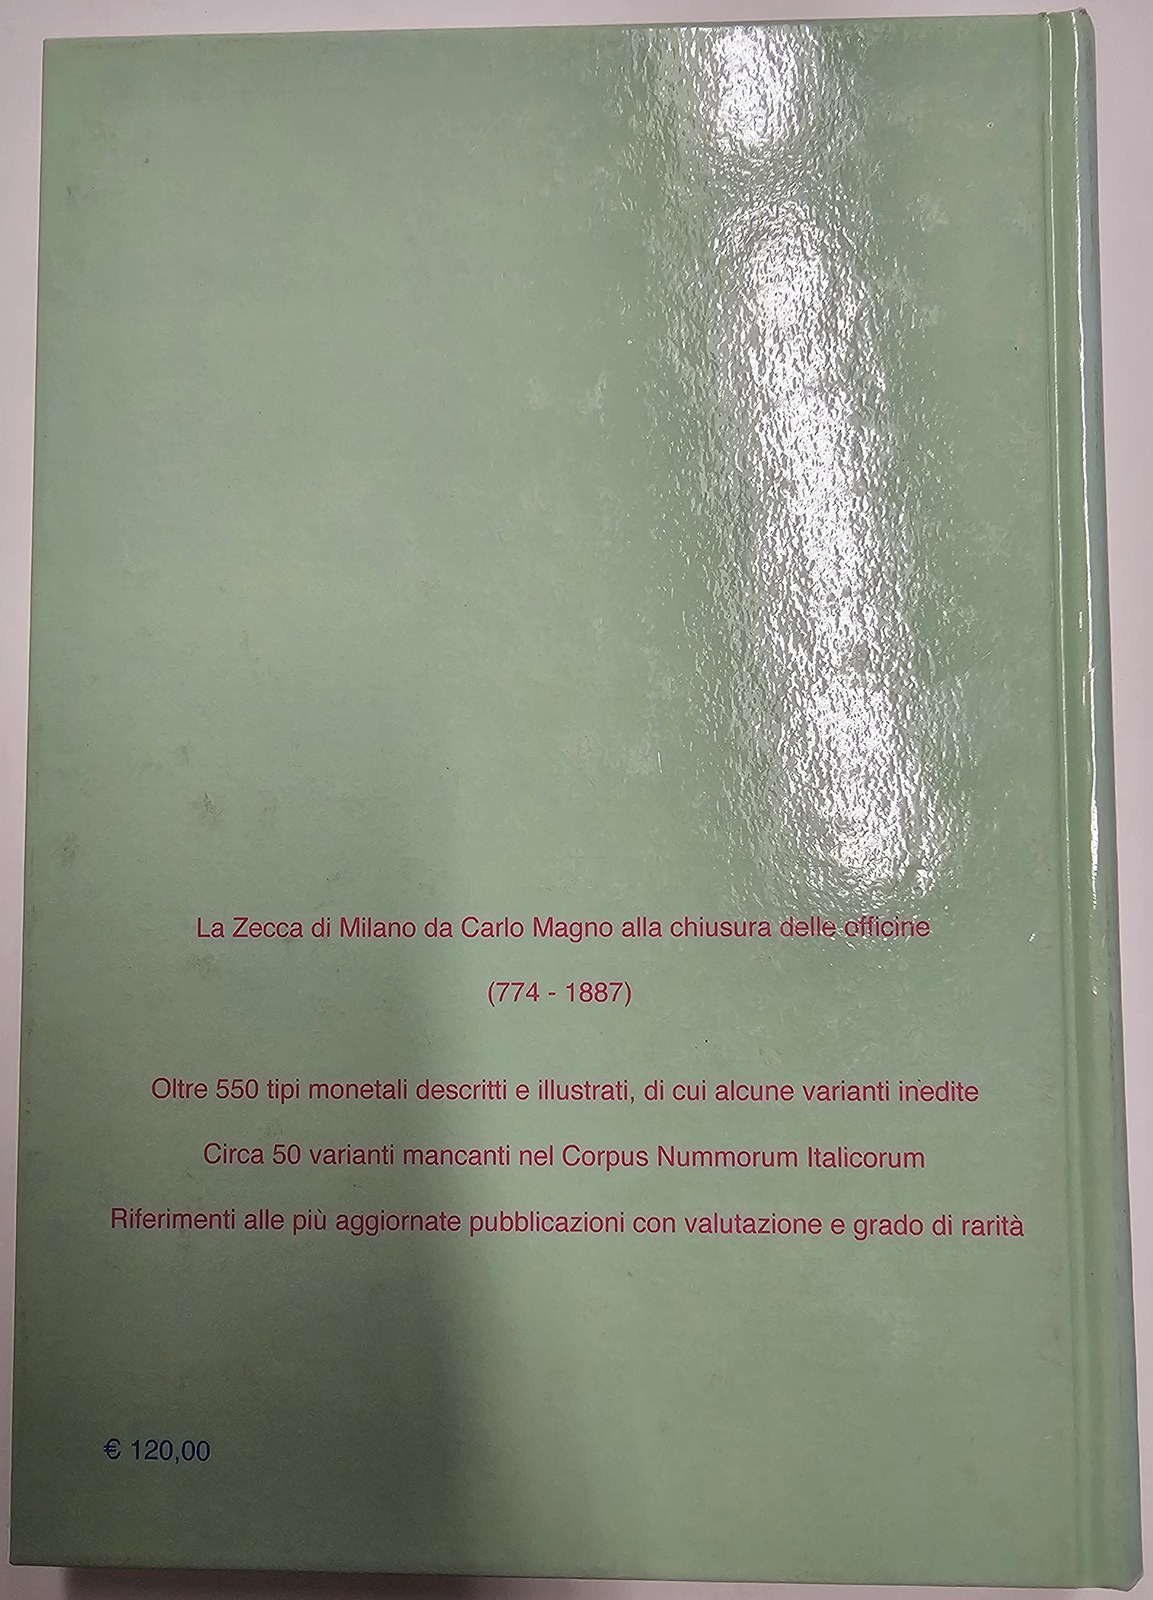 La Zecca di Milano da Carlo Magno alla chiusura delle officine
(774 - 1887)
Oltre 550 tipi monetali descritti e illustrati, di cui alcune varianti inedite
Circa 50 varianti mancanti nel Corpus Nummorum Italicorum
Riferimenti alle più aggiornate pubblicazioni con valutazione e grado di rarità
€ 120,00